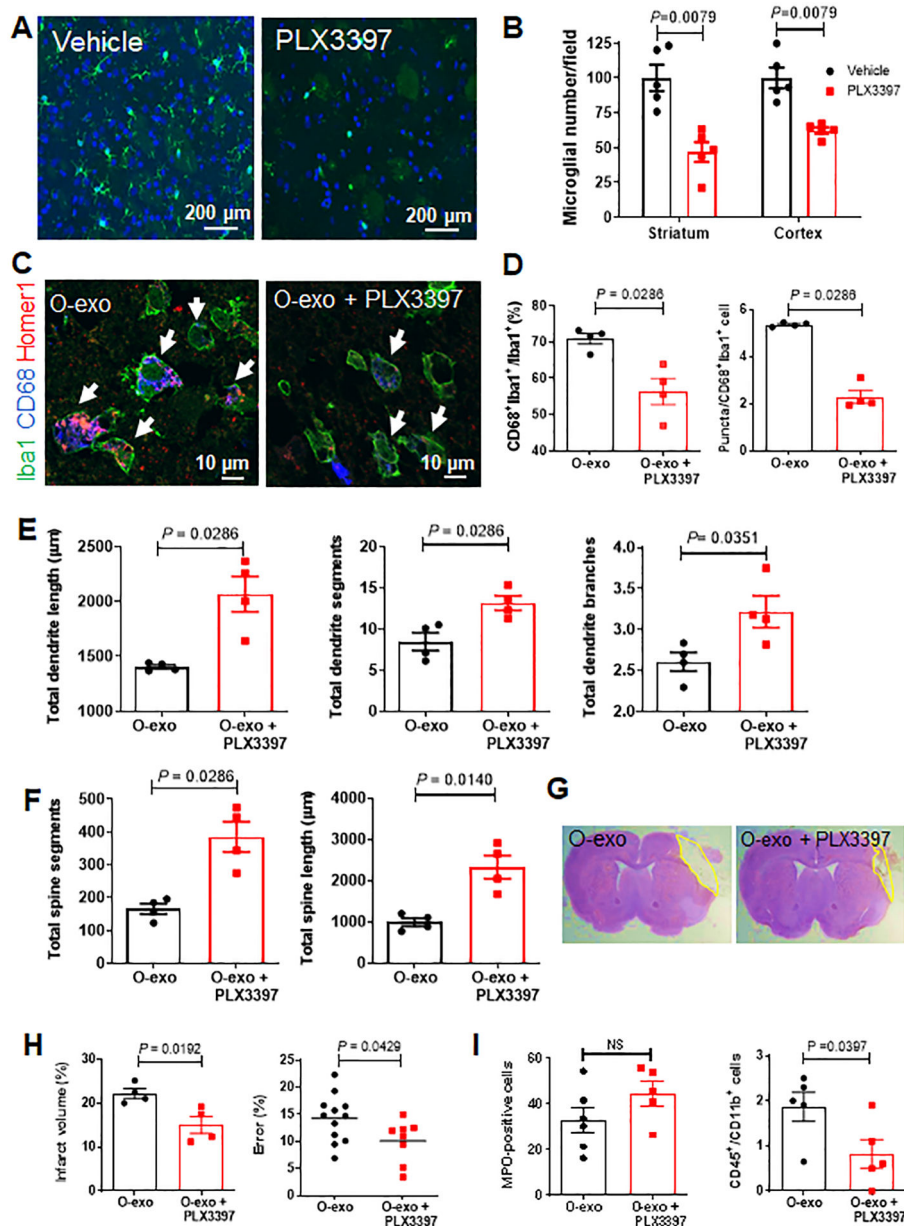 A
Vehicle
200 µm
PLX3397
200 µm
B
P=0.0079
P=0.0079
Microglial number/field
125
100
75
50
25
0
Striatum
Cortex
Vehicle
PLX3397
C
Iba1 CD68 Homer1
O-exo
10 µm
O-exo + PLX3397
10 µm
D
P = 0.0286
CD68⁺Iba1⁺/Iba1⁺ (%)
80
70
60
50
40
O-exo
O-exo +
PLX3397
P = 0.0286
Puncta/CD68⁺Iba1⁺ cell
6
4
2
0
O-exo
O-exo +
PLX3397
E
P = 0.0286
Total dendrite length (µm)
2500
2000
1400
1000
O-exo
O-exo +
PLX3397
P = 0.0286
Total dendrite segments
20
15
10
5
0
O-exo
O-exo +
PLX3397
P = 0.0351
Total dendrite branches
4.0
3.5
3.0
2.5
2.0
O-exo
O-exo +
PLX3397
F
P = 0.0286
Total spine segments
500
400
300
200
100
0
O-exo
O-exo +
PLX3397
P = 0.0140
Total spine length (µm)
4000
3000
2000
1000
0
O-exo
O-exo +
PLX3397
G
O-exo
O-exo + PLX3397
H
P = 0.0192
Infarct volume (%)
30
20
10
0
O-exo
O-exo +
PLX3397
P = 0.0429
Error (%)
25
20
15
10
5
0
O-exo
O-exo +
PLX3397
I
NS
MPO-positive cells
60
40
20
0
O-exo
O-exo +
PLX3397
P =0.0397
CD45⁺/CD11b⁺ cells
3
2
1
0
O-exo
O-exo +
PLX3397